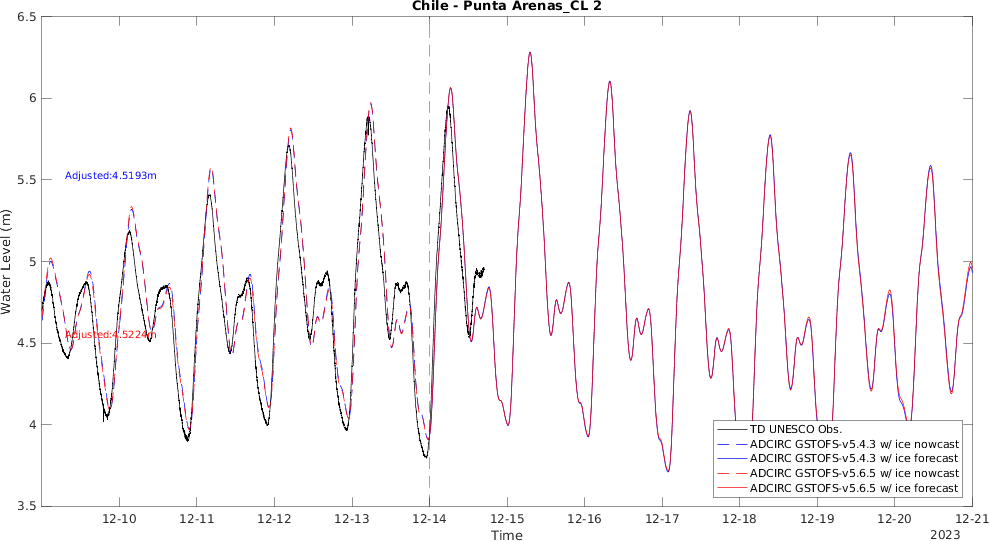 Chile - Punta Arenas_CL 2
6.5
6
5.5
5
4.5
4
3.5
Water Level (m)
Adjusted:4.5193m
Adjusted:4.5224m
TD UNESCO Obs.
ADCIRC GSTOFS-v5.4.3 w/ ice nowcast
ADCIRC GSTOFS-v5.4.3 w/ ice forecast
ADCIRC GSTOFS-v5.6.5 w/ ice nowcast
ADCIRC GSTOFS-v5.6.5 w/ ice forecast
12-10 12-11 12-12 12-13 12-14 12-15 12-16 12-17 12-18 12-19 12-20 12-21
Time
2023